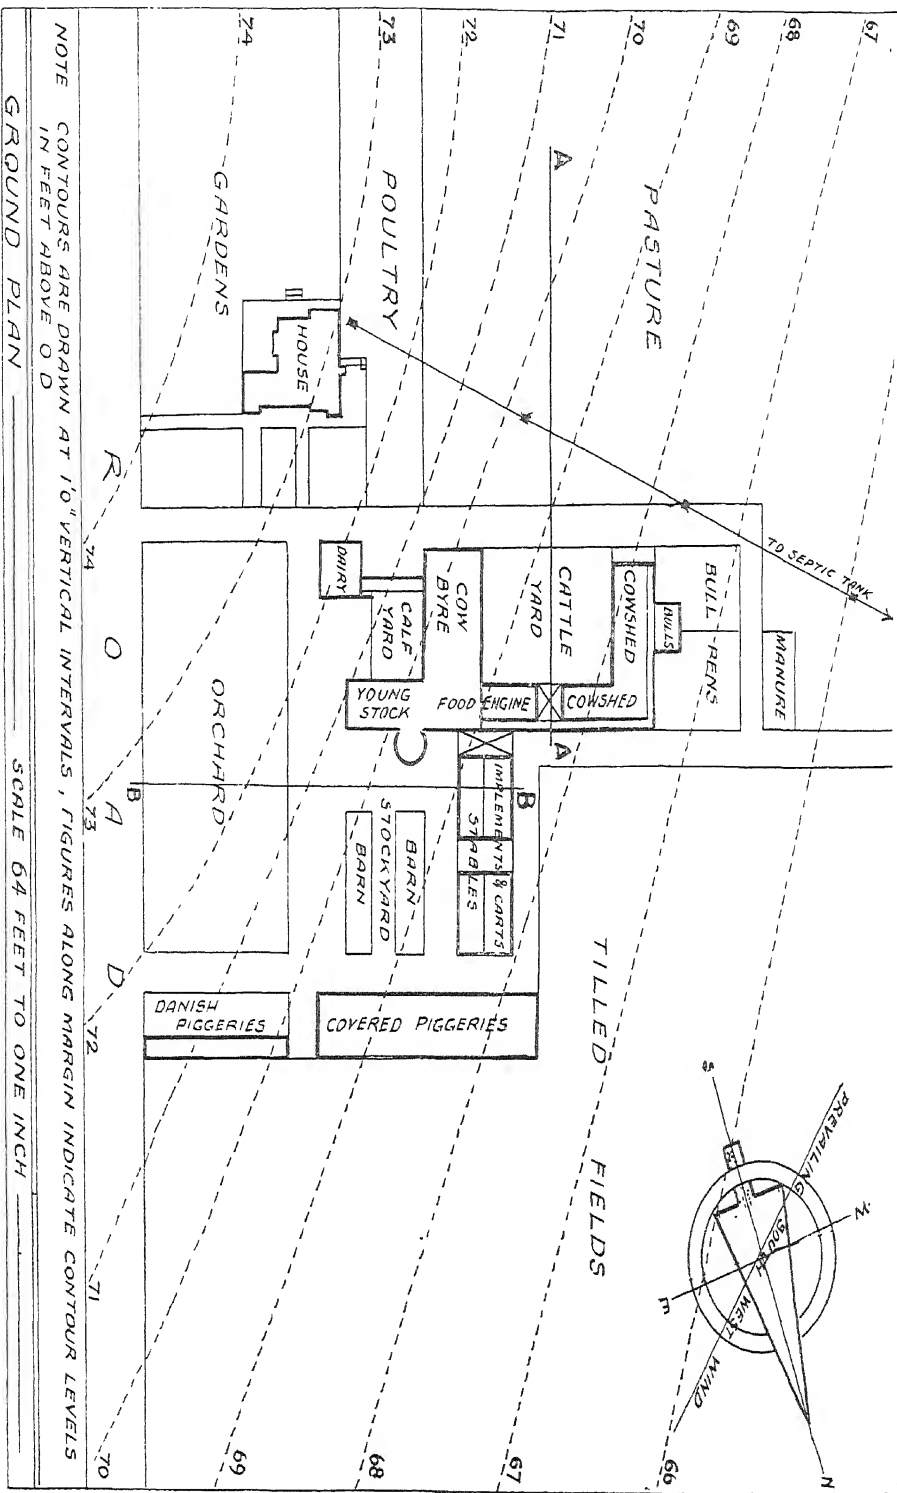 67
68
69
70
71
72
73
74
A
PASTURE
POULTRY
GARDENS
HOUSE
TO SEPTIC TANK
MANURE
BULL PENS
BULLS
COWSHED
CATTLE
YARD
COW
BYRE
DAIRY
CALF
YARD
YOUNG
STOCK
FOOD
ENGINE
COWSHED
A
ORCHARD
B
B
IMPLEMENTS & CARTS
STABLES
BARN
STOCKYARD
BARN
DANISH
PIGGERIES
COVERED PIGGERIES
TILLED FIELDS
PREVAILING SOUTH WEST WIND
S
W.
E
N
66
67
68
69
70
71
72
73
74
ROAD
NOTE CONTOURS ARE DRAWN AT 1'0" VERTICAL INTERVALS, FIGURES ALONG MARGIN INDICATE CONTOUR LEVELS
IN FEET ABOVE O D
GROUND PLAN SCALE 64 FEET TO ONE INCH